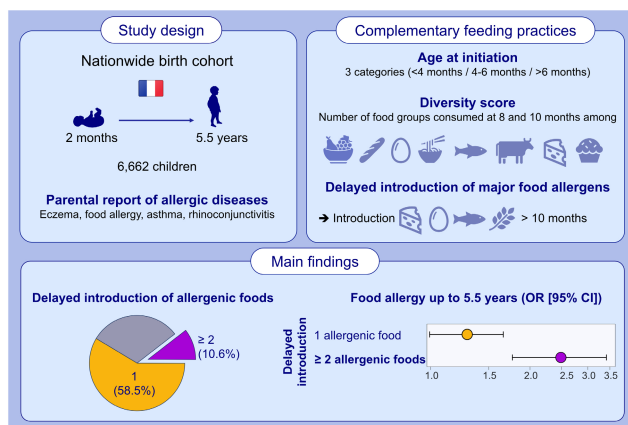 Study design
Nationwide birth cohort
2 months
5.5 years
6,662 children
Parental report of allergic diseases
Eczema, food allergy, asthma, rhinoconjunctivitis
Complementary feeding practices
Age at initiation
3 categories (<4 months / 4-6 months / >6 months)
Diversity score
Number of food groups consumed at 8 and 10 months among
Delayed introduction of major food allergens
➔ Introduction > 10 months
Main findings
Delayed introduction of allergenic foods
≥ 2
(10.6%)
1
(58.5%)
Food allergy up to 5.5 years (OR [95% CI])
Delayed
introduction
1 allergenic food
≥ 2 allergenic foods
1.0 1.5 2.0 2.5 3.0 3.5